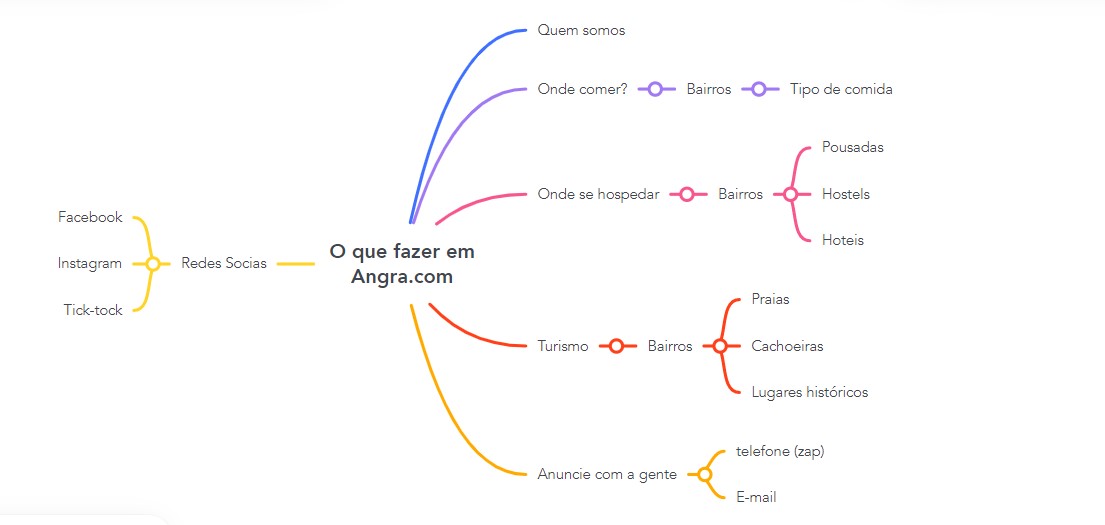 Quem somos
Onde comer?
Bairros
Tipo de comida
Pousadas
Onde se hospedar
Bairros
Hostels
Hoteis
Facebook
Instagram
Redes Socias
Tick-tock
O que fazer em
Angra.com
Praias
Turismo
Bairros
Cachoeiras
Lugares históricos
telefone (zap)
Anuncie com a gente
E-mail